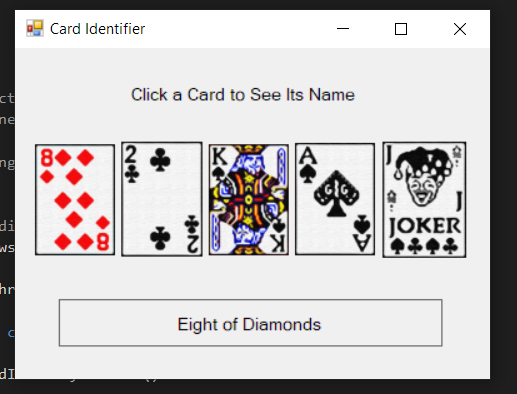 Card Identifier
Click a Card to See Its Name
8 2 K A J
JOKER
8 2 K A J
Eight of Diamonds